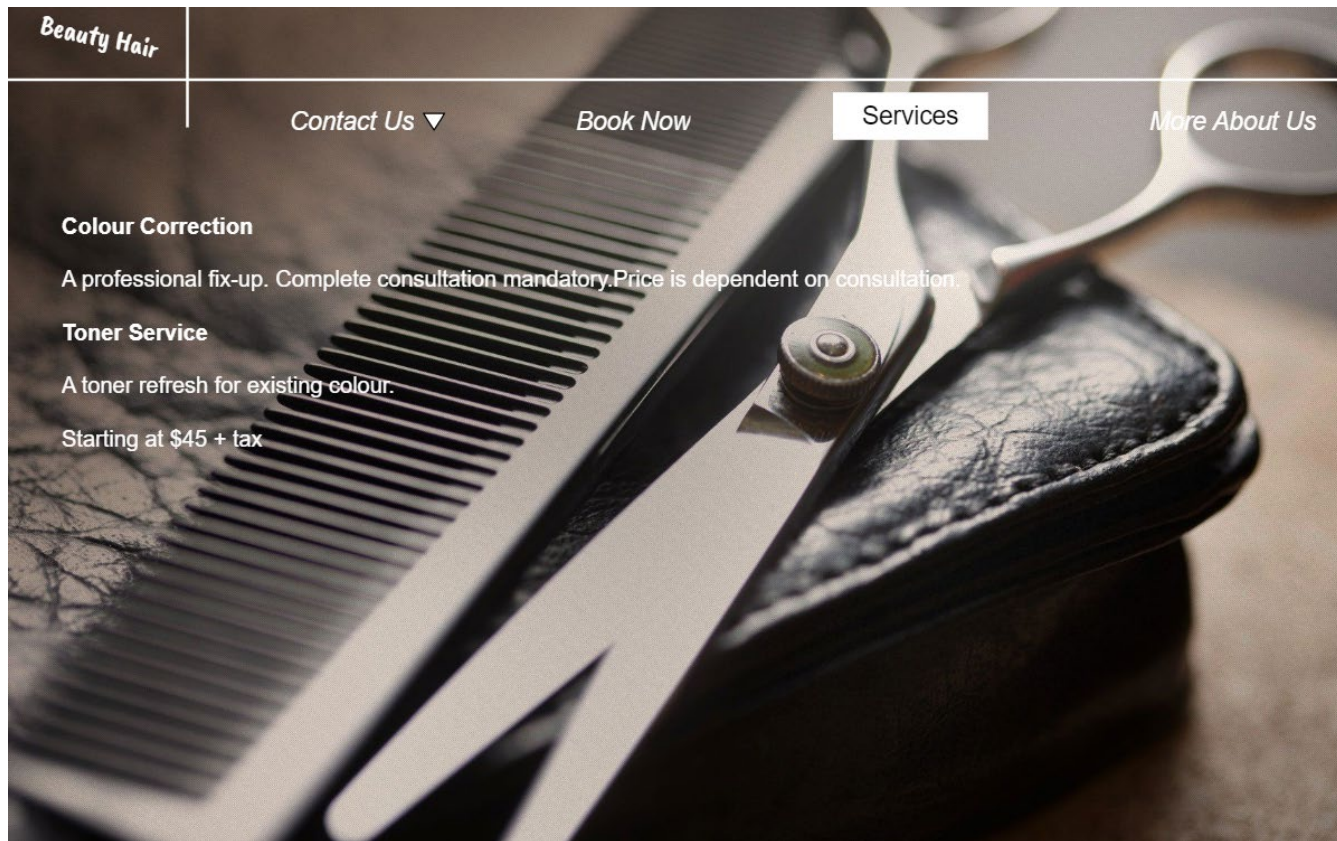 Beauty Hair
Contact Us Book Now Services More About Us
Colour Correction
A professional fix-up. Complete consultation mandatory.Price is dependent on consultation.
Toner Service
A toner refresh for existing colour.
Starting at $45 + tax